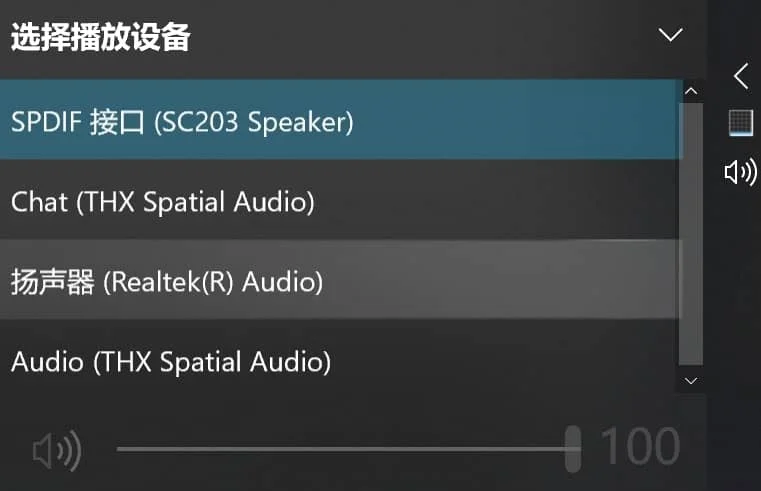 选择播放设备
SPDIF 接口 (SC203 Speaker)
Chat (THX Spatial Audio)
扬声器 (Realtek(R) Audio)
Audio (THX Spatial Audio)
100